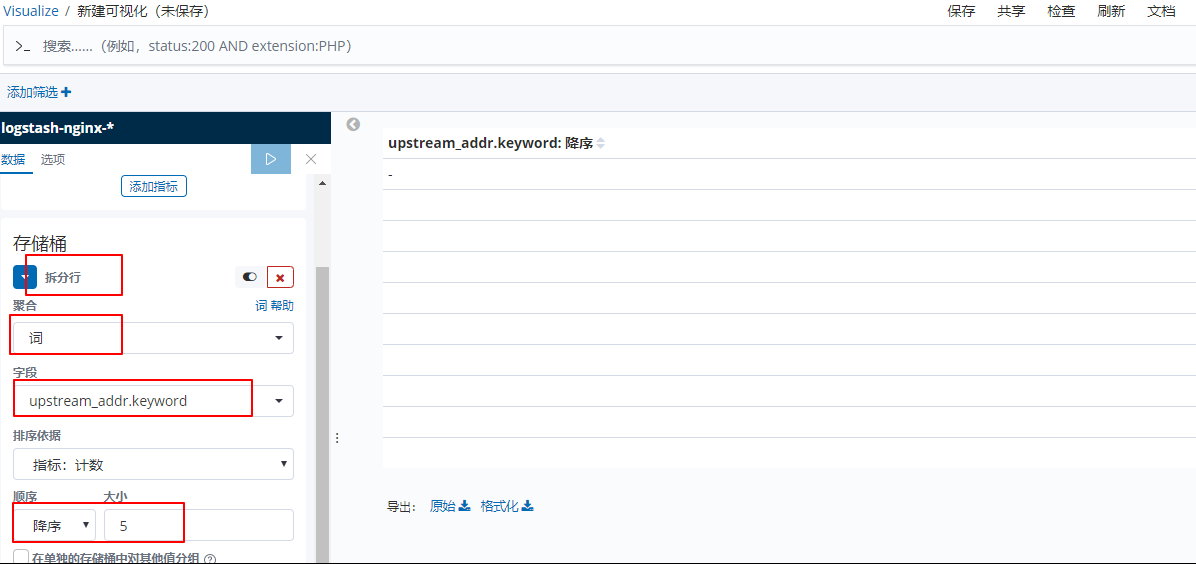 Visualize / 新建可视化（未保存） 保存 共享 检查 刷新 文档
>_ 搜索......（例如，status:200 AND extension:PHP）
添加筛选+
logstash-nginx-*
数据 选项
添加指标
存储桶
拆分行
聚合 词 帮助
词
字段
upstream_addr.keyword
排序依据
指标：计数
顺序 大小
降序 5
在单独的存储桶中对其他值分组
upstream_addr.keyword: 降序
-
导出： 原始 格式化